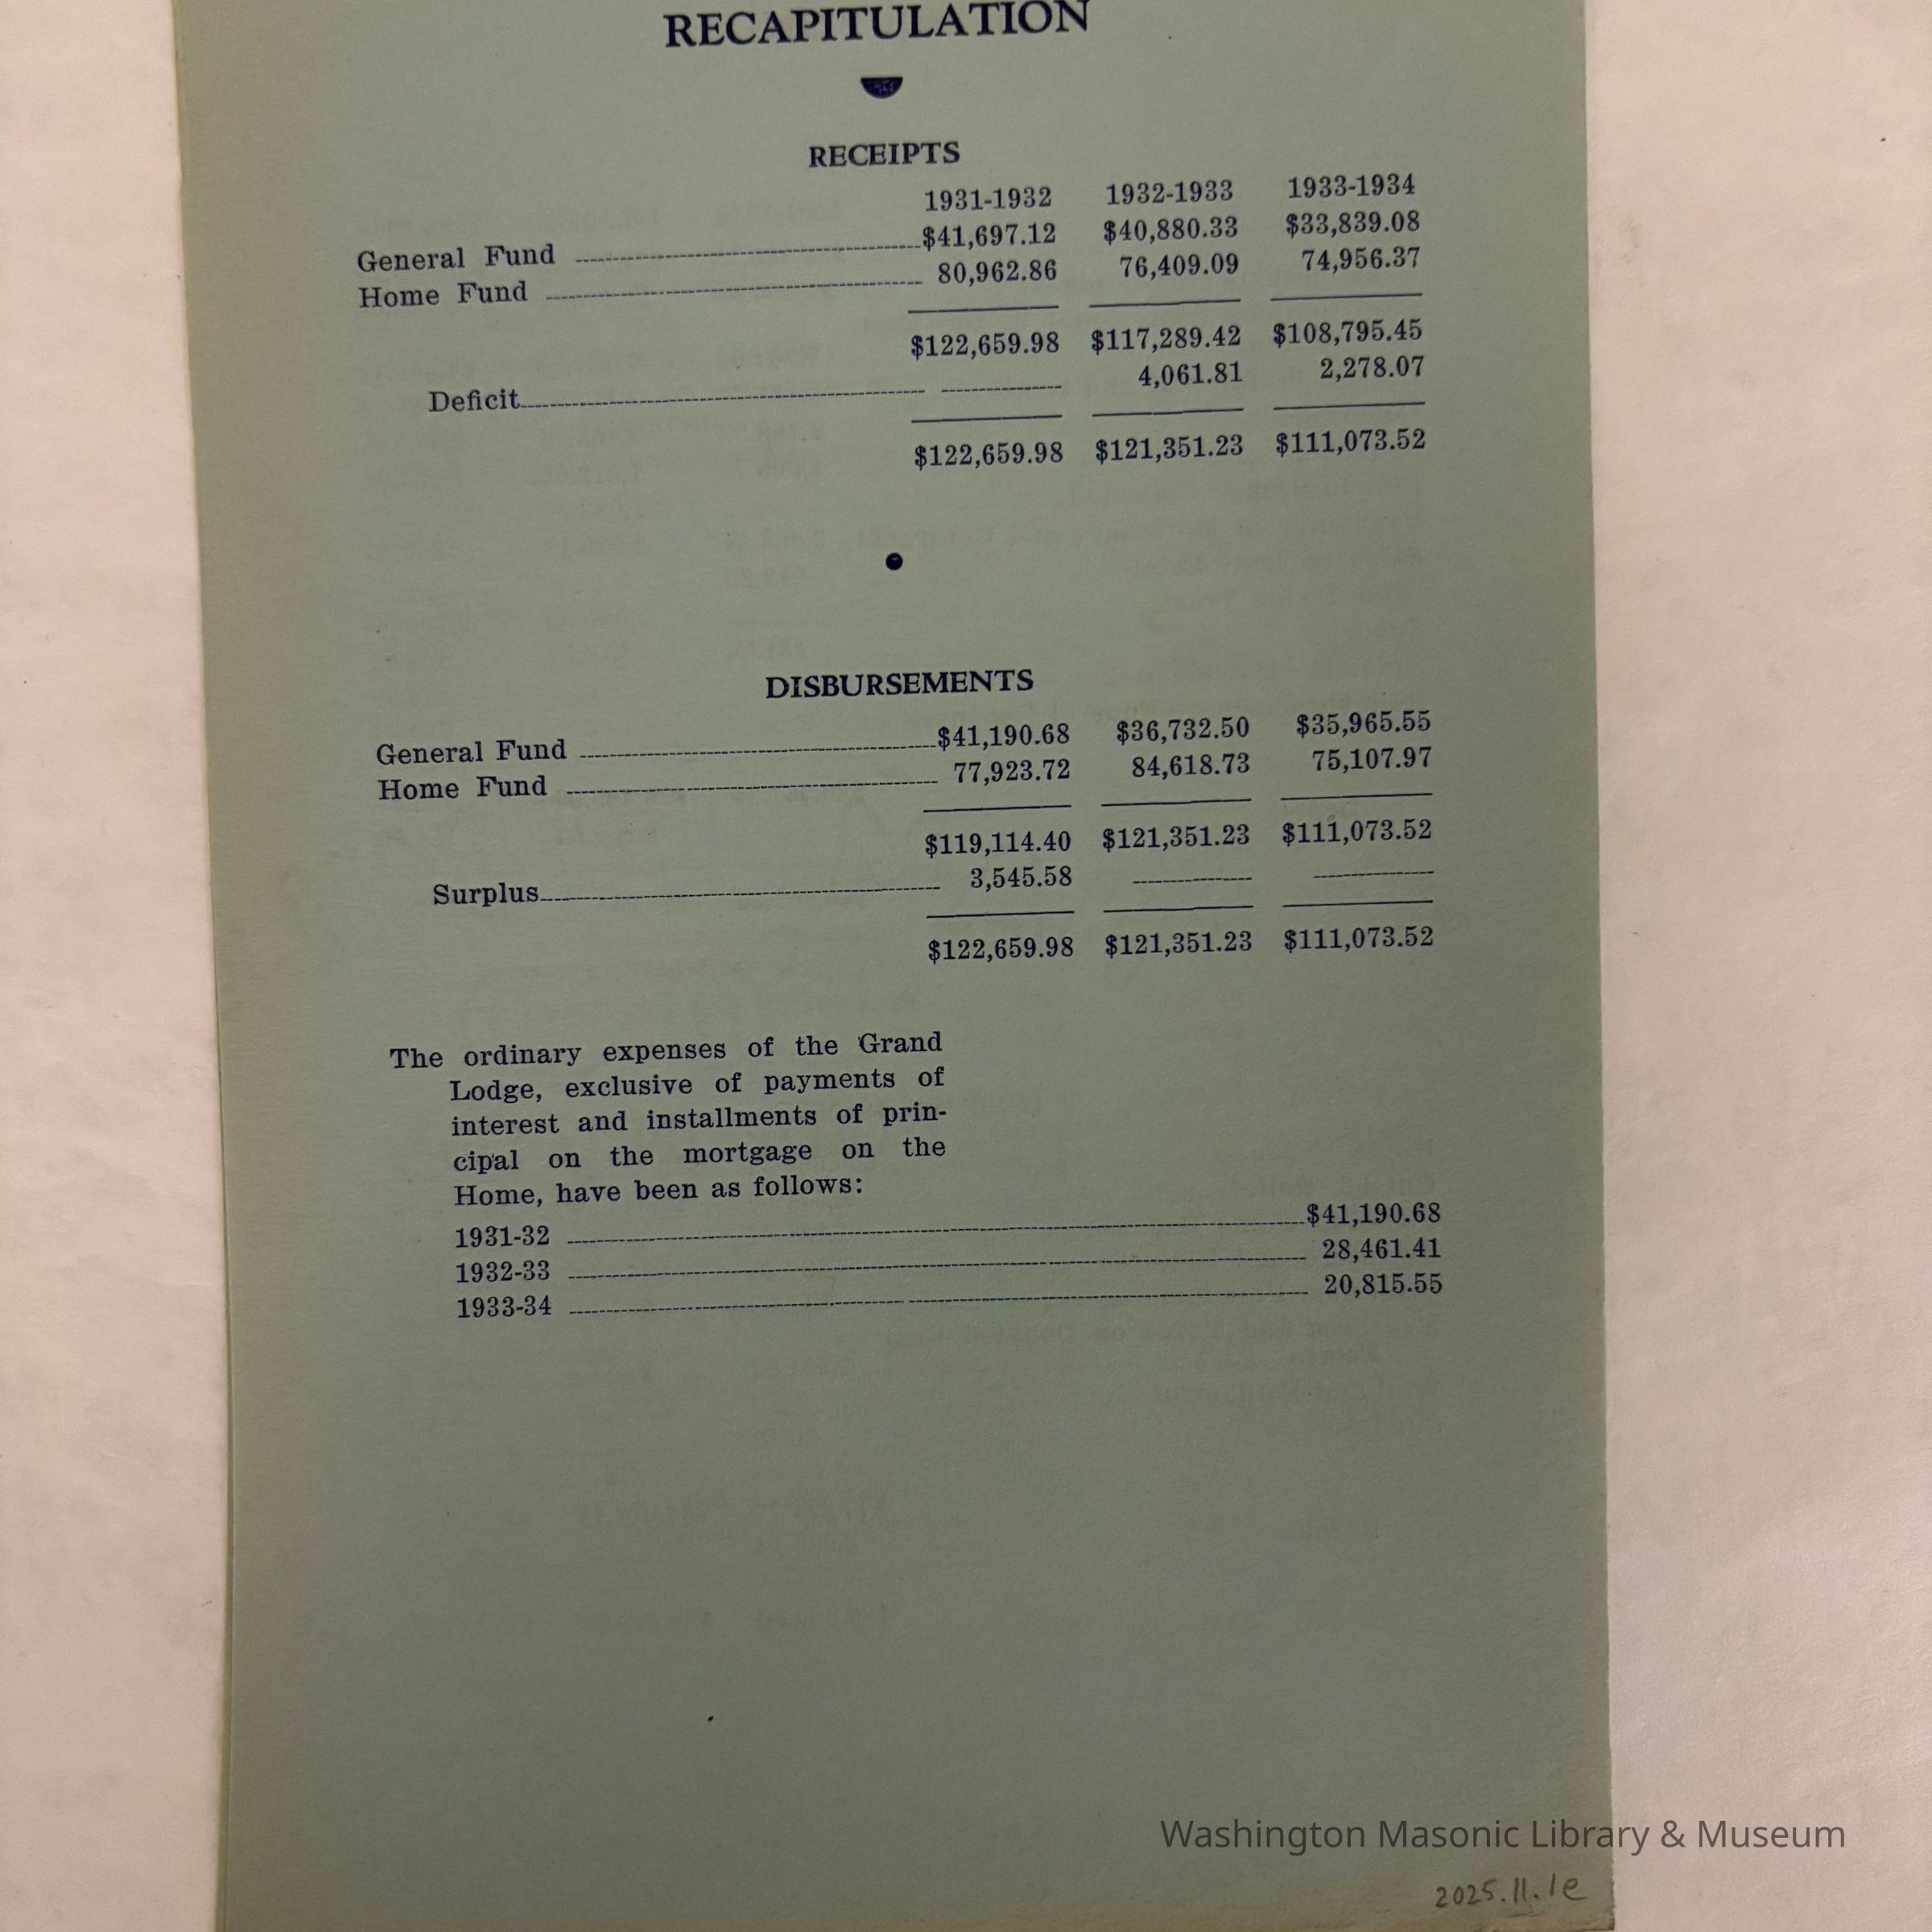 RECAPITULATION
RECEIPTS
1931-1932 1932-1933 1933-1934
General Fund $41,697.12 $40,880.33 $33,839.08
Home Fund 80,962.86 76,409.09 74,956.37
$122,659.98 $117,289.42 $108,795.45
Deficit 4,061.81 2,278.07
$122,659.98 $121,351.23 $111,073.52
DISBURSEMENTS
General Fund $41,190.68 $36,732.50 $35,965.55
Home Fund 77,923.72 84,618.73 75,107.97
$119,114.40 $121,351.23 $111,073.52
Surplus 3,545.58
$122,659.98 $121,351.23 $111,073.52
The ordinary expenses of the Grand
Lodge, exclusive of payments of
interest and installments of prin-
cipal on the mortgage on the
Home, have been as follows:
1931-32 $41,190.68
1932-33 28,461.41
1933-34 20,815.55
Washington Masonic Library & Museum
2025.11.1e